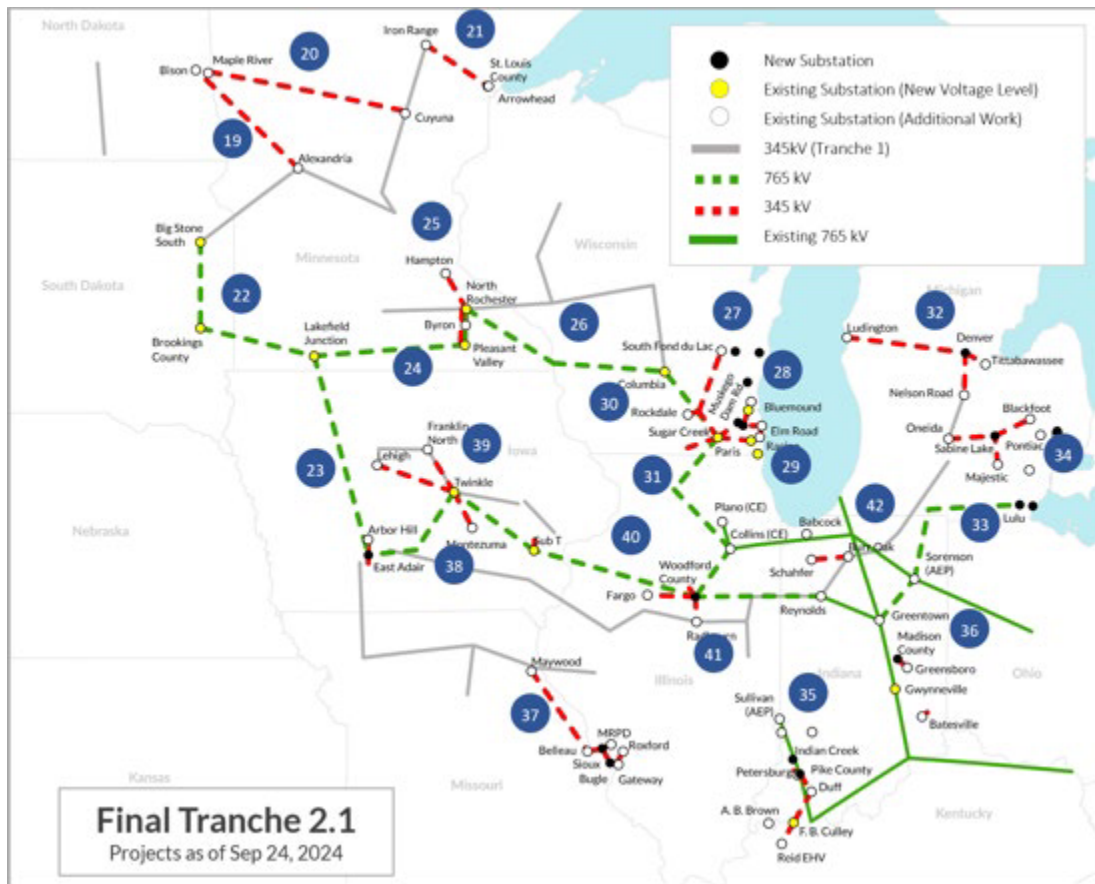 North Dakota
Iron Range
21
20
Maple River
Bison
St. Louis
County
Arrowhead
Cuyuna
19
Alexandria
New Substation
Existing Substation (New Voltage Level)
Existing Substation (Additional Work)
345kV (Tranche 1)
765 kV
345 kV
Existing 765 kV
25
Big Stone
South
Minnesota
Wisconsin
Hampton
South Dakota
22
North
Rochester
Michigan
Byron
26
27
32
Ludington
Denver
Brookings
County
Lakefield
Junction
24
Pleasant
Valley
South Fond du Lac
Tittabawassee
28
Columbia
Nelson Road
30
Rockdale
Muskego
Dam Rd
Bluemound
Blackfoot
Franklin
North
39
Iowa
Sugar Creek
Elm Road
Oneida
Pontiac
34
Lehigh
Paris
Sabine Lake
29
Majestic
23
Twinkle
31
42
Nebraska
Plano (CE)
Babcock
33
Lulu
Arbor Hill
Montezuma
40
Collins (CE)
Sub T
Sorenson
(AEP)
East Adair
38
Woodford
County
Schahfer
Fargo
Reynolds
Greentown
36
41
Madison
County
Maywood
Illinois
Indiana
Greensboro
Ohio
35
Gwynneville
37
Sullivan
(AEP)
Batesville
MRPD
Belleau
Roxford
Sioux
Indian Creek
Kansas
Missouri
Bugle
Gateway
Petersburg
Pike County
Duff
Final Tranche 2.1
Projects as of Sep 24, 2024
A. B. Brown
F. B. Culley
Kentucky
Reid EHV